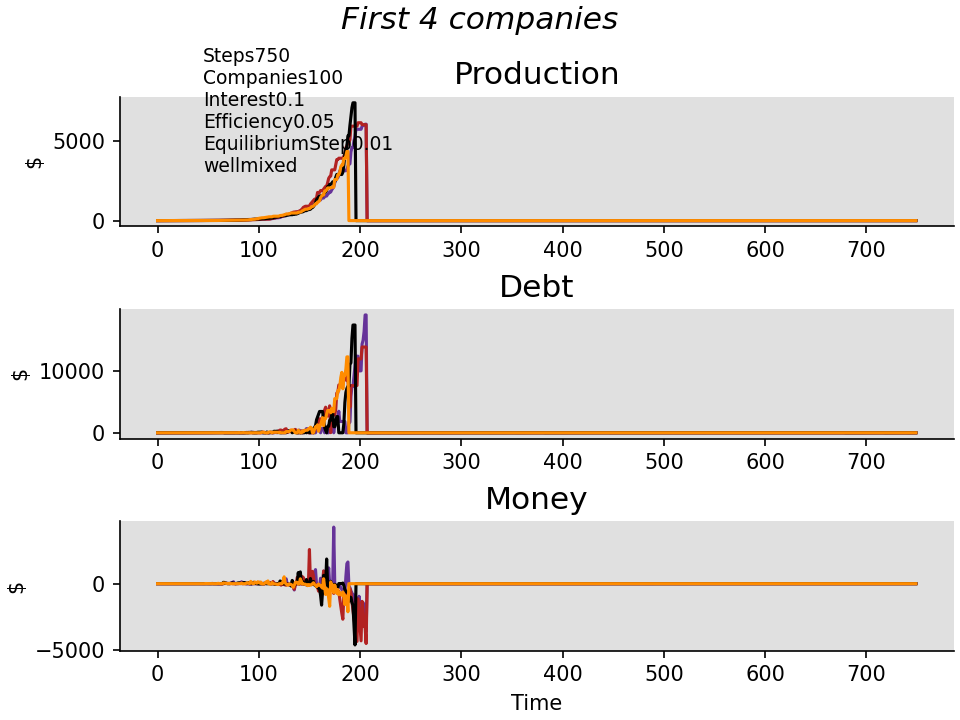 First 4 companies
Steps750
Companies100
Interest0.1
Efficiency0.05
EquilibriumStep0.01
wellmixed
Production
$
5000
0
0 100 200 300 400 500 600 700
Debt
$
10000
0
0 100 200 300 400 500 600 700
Money
$
0
−5000
0 100 200 300 400 500 600 700
Time